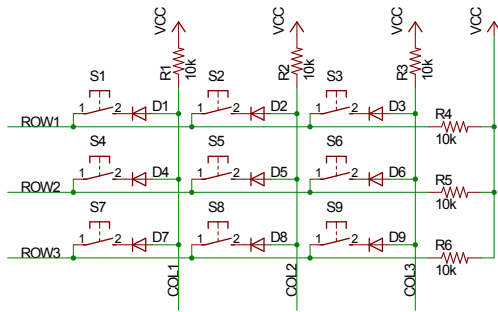 VCC VCC VCC VCC
R1 10k R2 10k R3 10k
S1 S2 S3
1 2 D1 1 2 D2 1 2 D3 R4
ROW1 10k
S4 S5 S6
1 2 D4 1 2 D5 1 2 D6 R5
ROW2 10k
S7 S8 S9
1 2 D7 1 2 D8 1 2 D9 R6
ROW3 10k
COL1 COL2 COL3